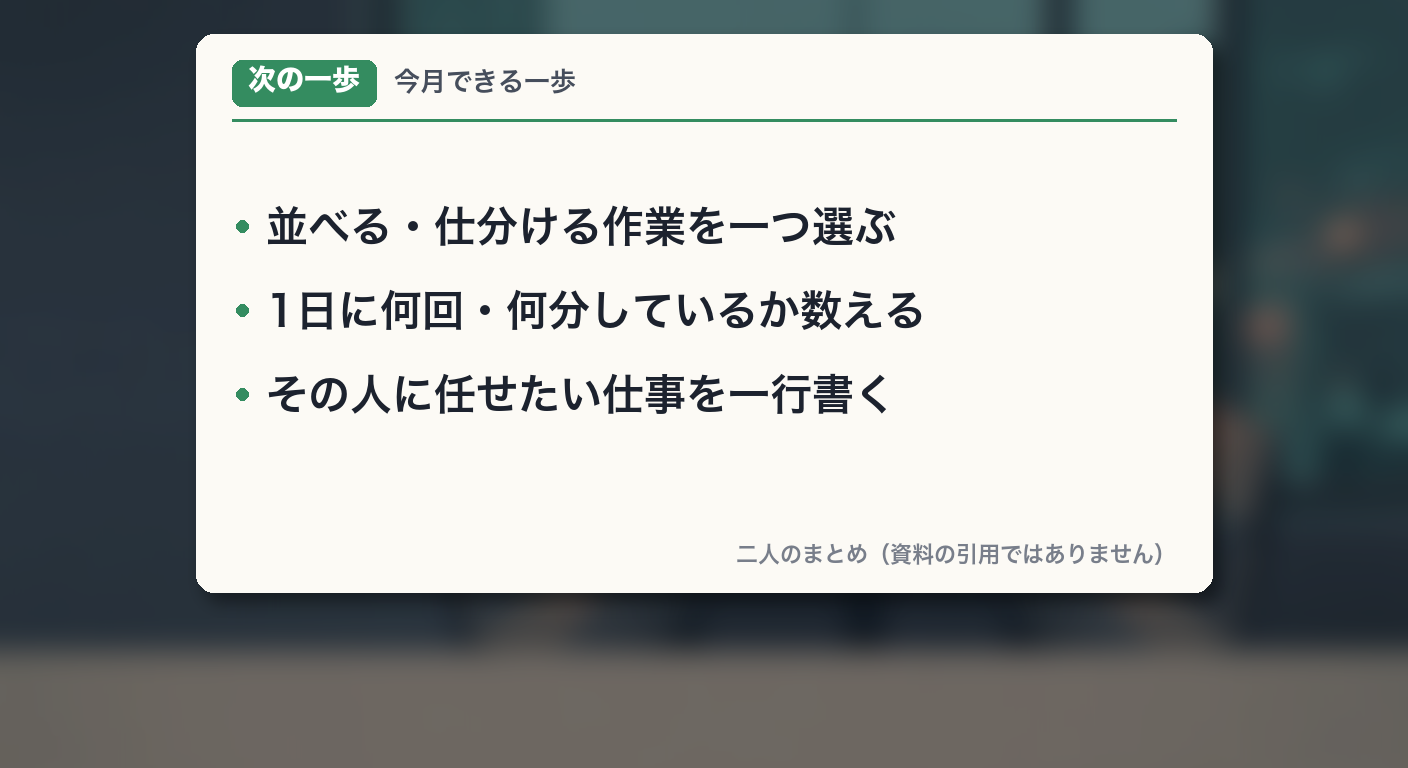 次の一歩 今月できる一歩
• 並べる・仕分ける作業を一つ選ぶ
• 1日に何回・何分しているか数える
• その人に任せたい仕事を一行書く
二人のまとめ（資料の引用ではありません）